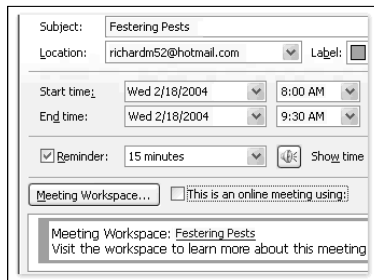 Subject: Festering Pests
Location: richardm52@hotmail.com Label:
Start time: Wed 2/18/2004 8:00 AM
End time: Wed 2/18/2004 9:30 AM
Reminder: 15 minutes Show time
Meeting Workspace... This is an online meeting using:
Meeting Workspace: Festering Pests
Visit the workspace to learn more about this meeting